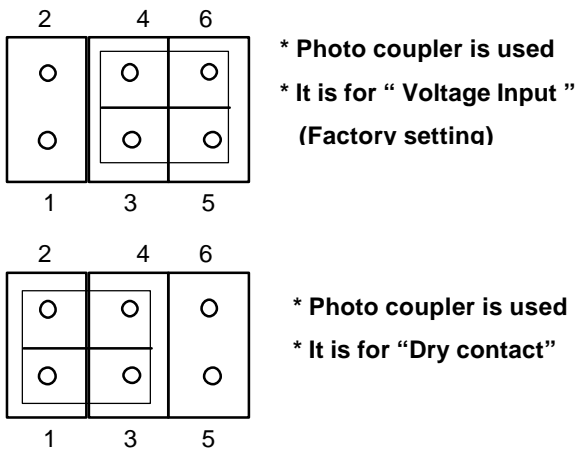 2 4 6
* Photo coupler is used
* It is for “ Voltage Input ”
(Factory setting)
1 3 5
2 4 6
* Photo coupler is used
* It is for “Dry contact”
1 3 5